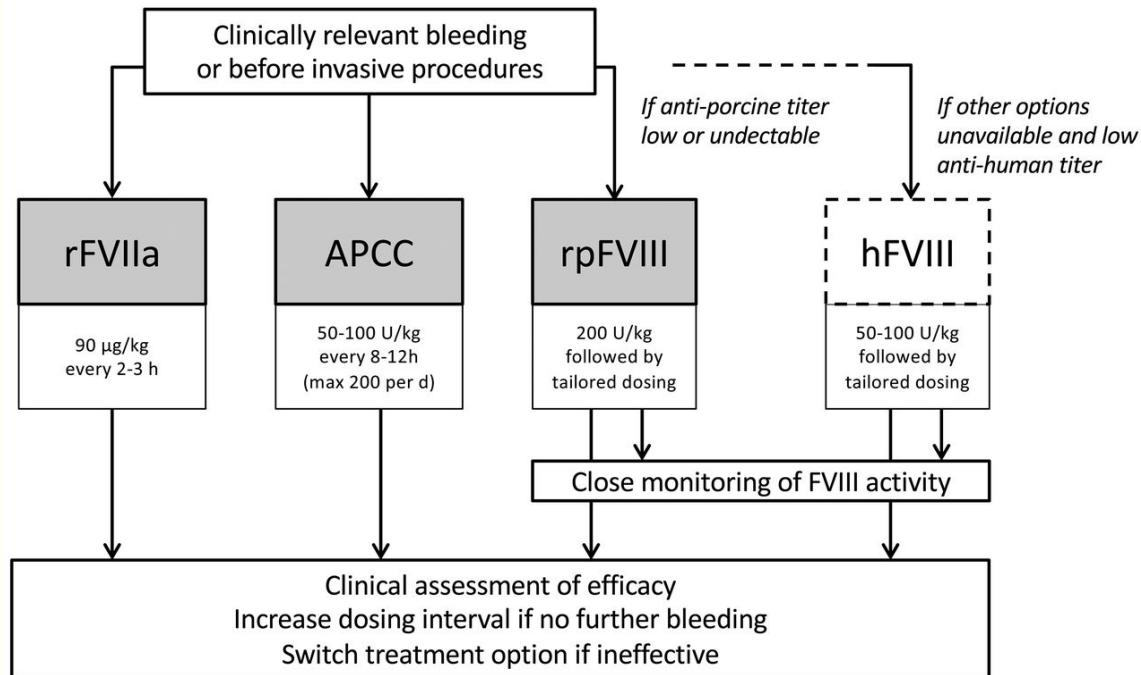 Clinically relevant bleeding
or before invasive procedures
If anti-porcine titer
low or undectable
If other options
unavailable and low
anti-human titer
rFVIIa
90 µg/kg
every 2-3 h
APCC
50-100 U/kg
every 8-12h
(max 200 per d)
rpFVIII
200 U/kg
followed by
tailored dosing
hFVIII
50-100 U/kg
followed by
tailored dosing
Close monitoring of FVIII activity
Clinical assessment of efficacy
Increase dosing interval if no further bleeding
Switch treatment option if ineffective